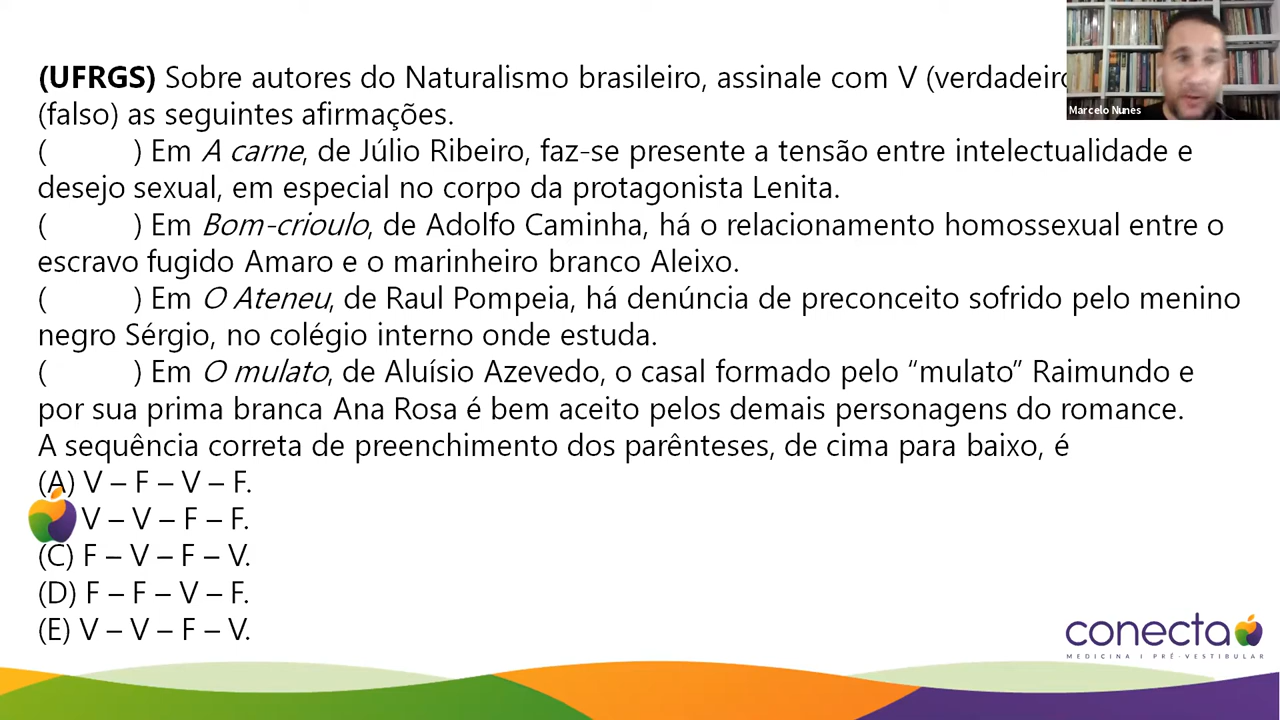 (UFRGS) Sobre autores do Naturalismo brasileiro, assinale com V (verdadeiro
(falso) as seguintes afirmações.
( ) Em A carne, de Júlio Ribeiro, faz-se presente a tensão entre intelectualidade e
desejo sexual, em especial no corpo da protagonista Lenita.
( ) Em Bom-crioulo, de Adolfo Caminha, há o relacionamento homossexual entre o
escravo fugido Amaro e o marinheiro branco Aleixo.
( ) Em O Ateneu, de Raul Pompeia, há denúncia de preconceito sofrido pelo menino
negro Sérgio, no colégio interno onde estuda.
( ) Em O mulato, de Aluísio Azevedo, o casal formado pelo “mulato” Raimundo e
por sua prima branca Ana Rosa é bem aceito pelos demais personagens do romance.
A sequência correta de preenchimento dos parênteses, de cima para baixo, é
(A) V – F – V – F.
V – V – F – F.
(C) F – V – F – V.
(D) F – F – V – F.
(E) V – V – F – V.
Marcelo Nunes
conecta
MEDICINA | PRÉ-VESTIBULAR